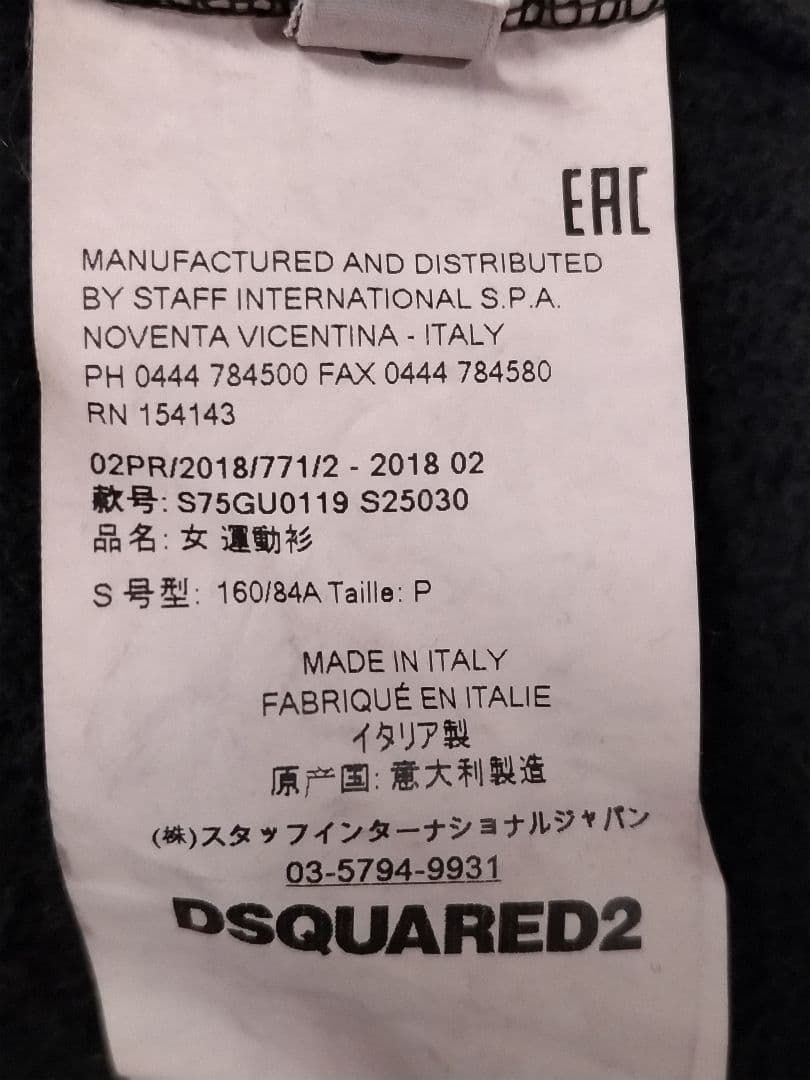 EAC
MANUFACTURED AND DISTRIBUTED
BY STAFF INTERNATIONAL S.P.A.
NOVENTA VICENTINA - ITALY
PH 0444 784500 FAX 0444 784580
RN 154143
02PR/2018/771/2 - 2018 02
款号: S75GU0119 S25030
品名: 女 運動衫
S 号型: 160/84A Taille: P
MADE IN ITALY
FABRIQUÉ EN ITALIE
イタリア製
原产国: 意大利製造
(株)スタッフインターナショナルジャパン
03-5794-9931
DSQUARED2